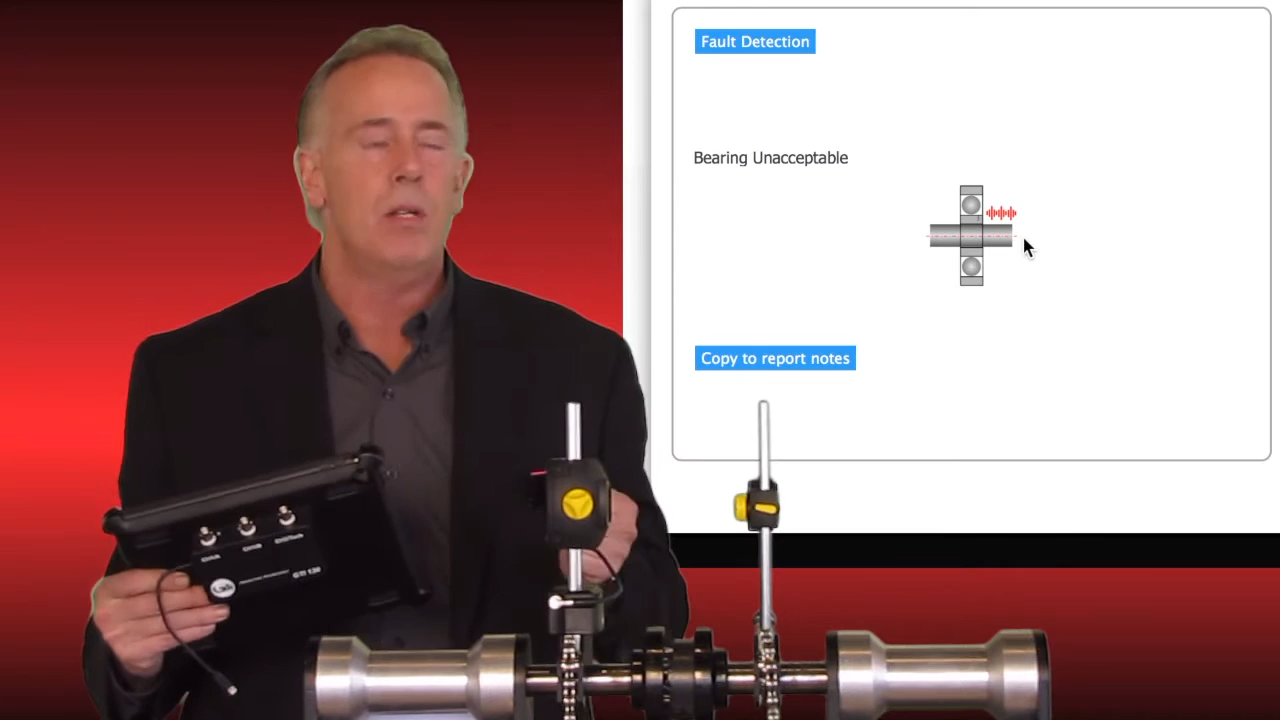 Fault Detection
Bearing Unacceptable
Copy to report notes